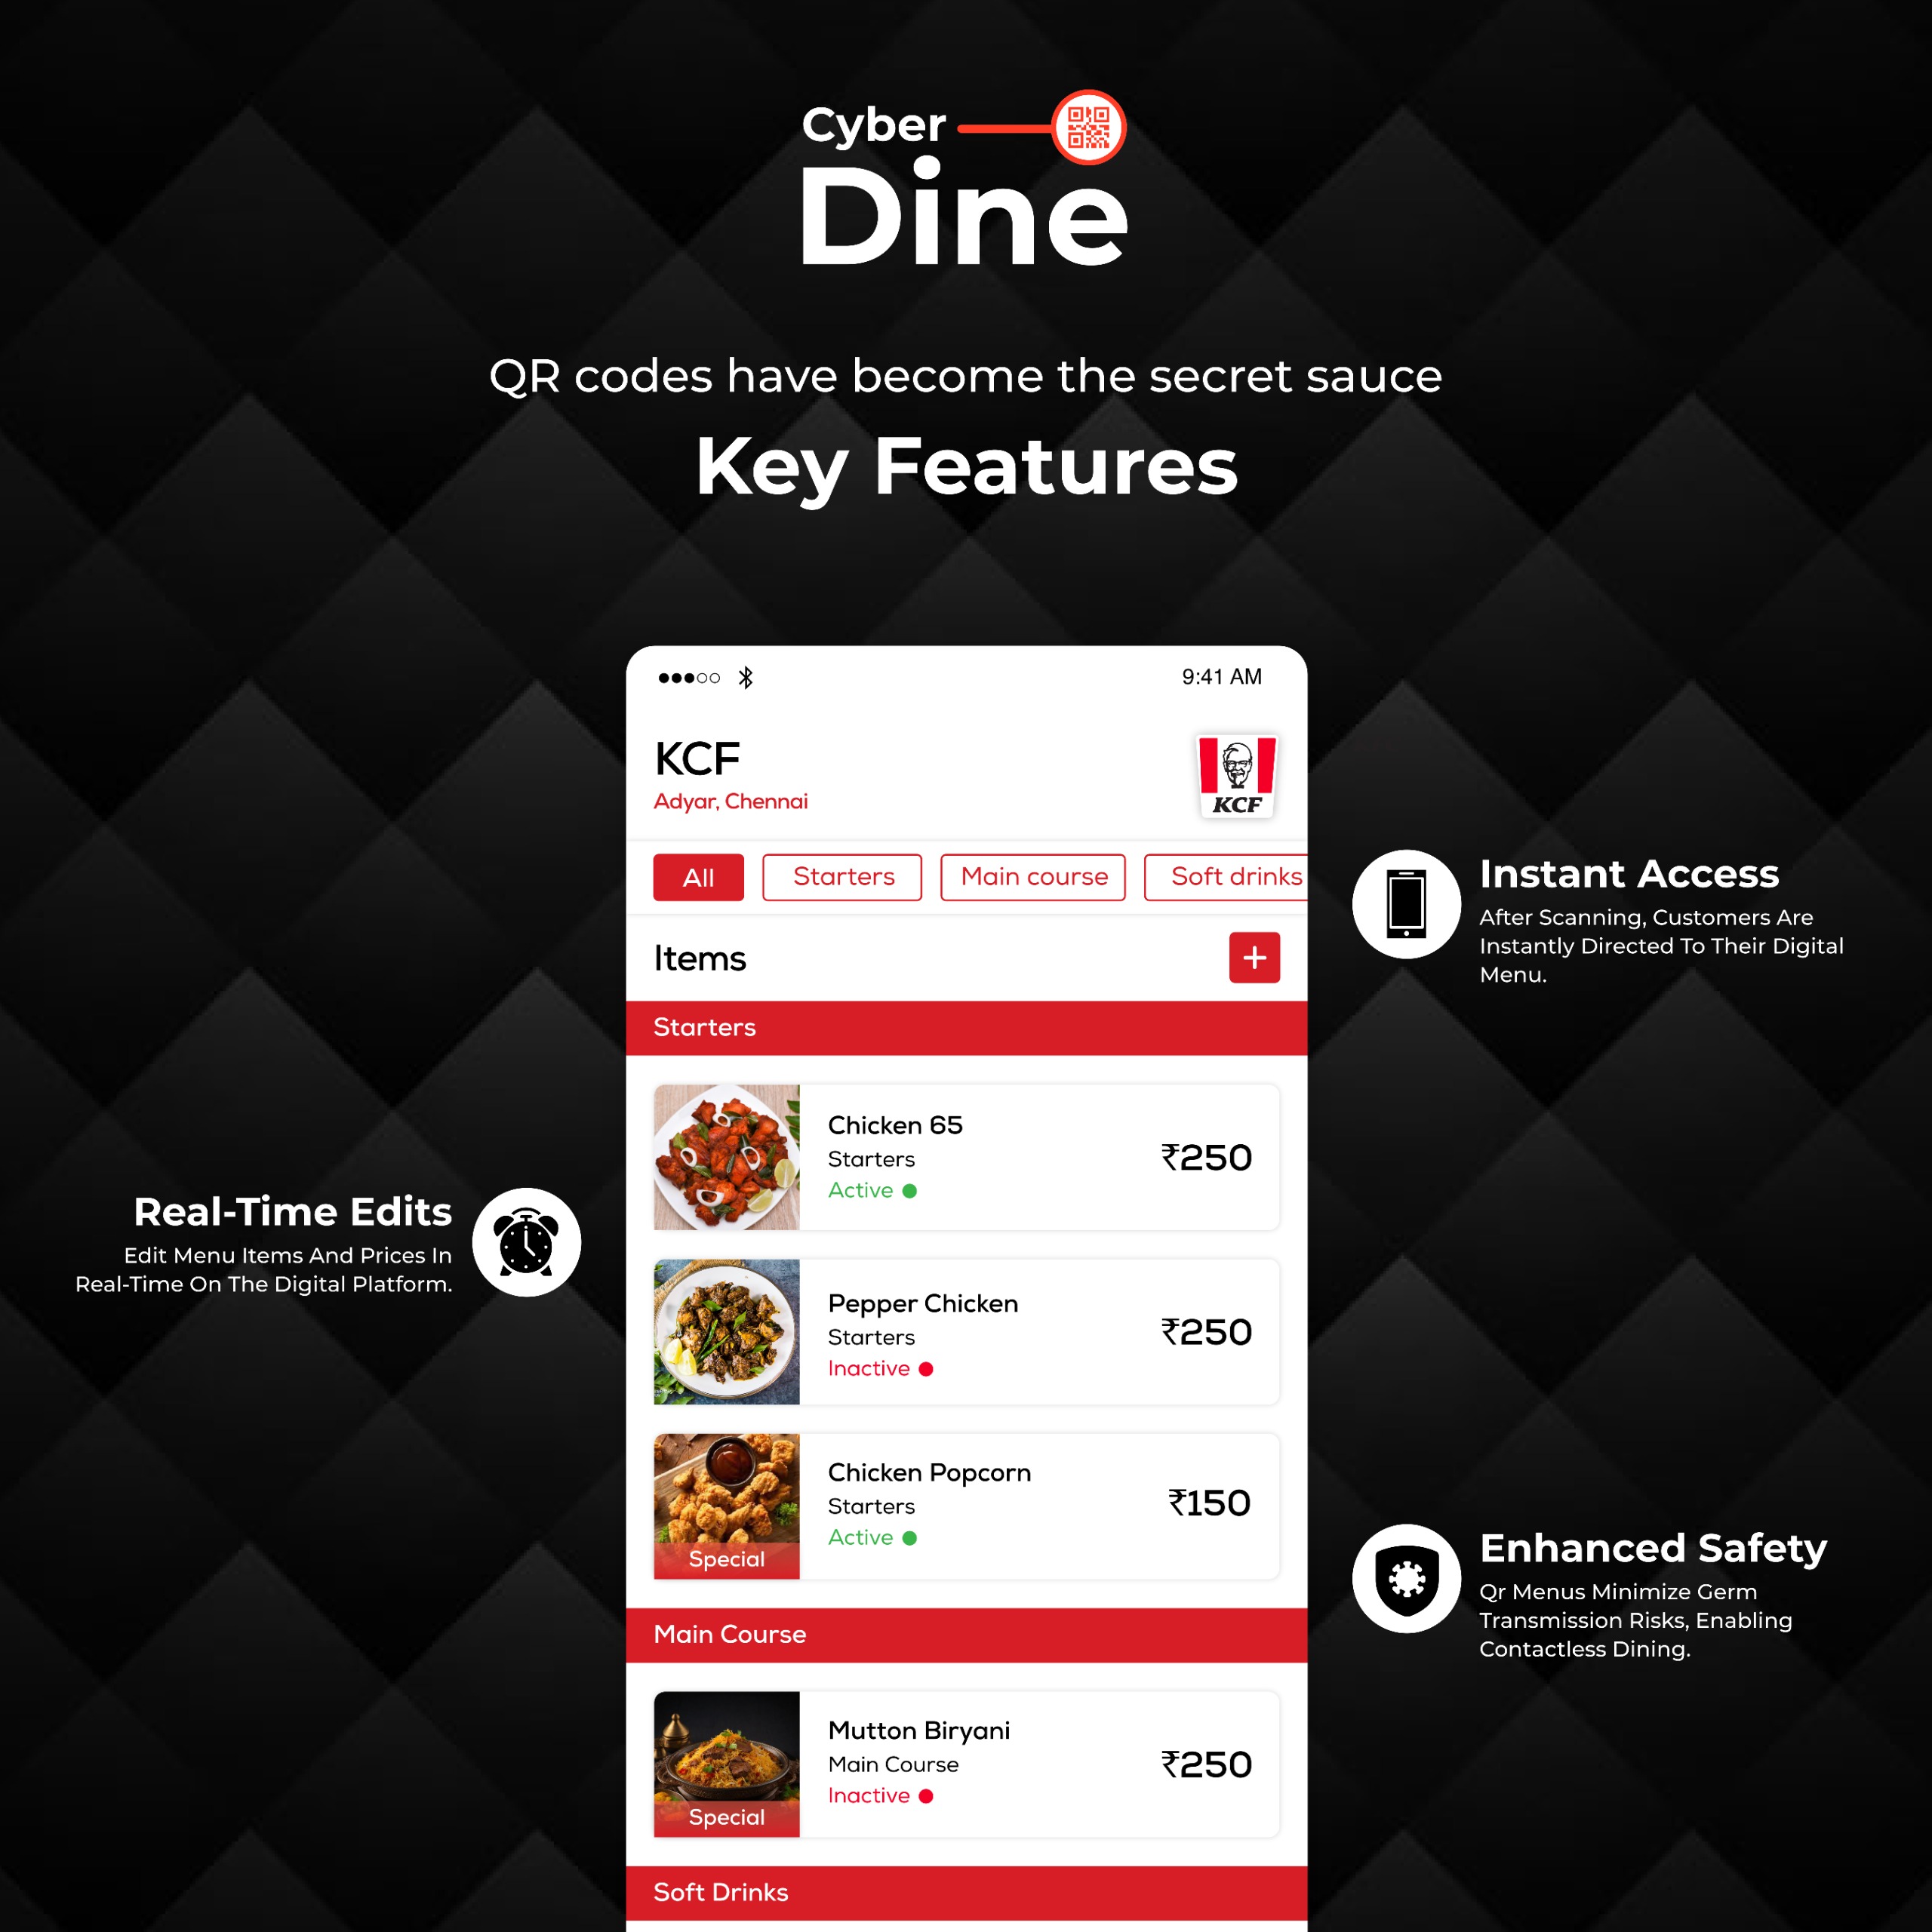 Cyber
Dine
QR codes have become the secret sauce
Key Features
9:41 AM
KCF
Adyar, Chennai
KCF
All
Starters
Main course
Soft drinks
Items
Starters
Chicken 65
Starters
Active
₹250
Pepper Chicken
Starters
Inactive
₹250
Chicken Popcorn
Starters
Active
₹150
Special
Main Course
Mutton Biryani
Main Course
Inactive
₹250
Special
Soft Drinks
Instant Access
After Scanning, Customers Are
Instantly Directed To Their Digital
Menu.
Real-Time Edits
Edit Menu Items And Prices In
Real-Time On The Digital Platform.
Enhanced Safety
Qr Menus Minimize Germ
Transmission Risks, Enabling
Contactless Dining.